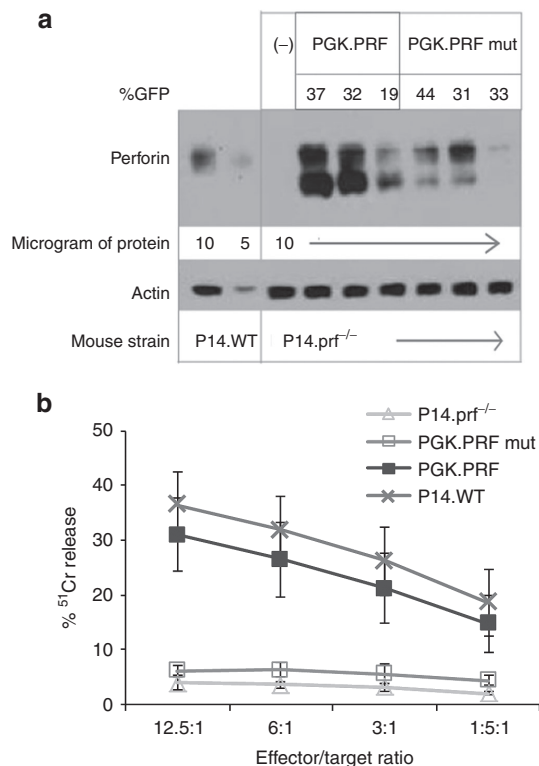 a
(–) PGK.PRF PGK.PRF mut
%GFP 37 32 19 44 31 33
Perforin
Microgram of protein 10 5 10
Actin
Mouse strain P14.WT P14.prf–/–
b
P14.prf–/–
PGK.PRF mut
PGK.PRF
P14.WT
50
40
30
20
10
0
% 51Cr release
12.5:1 6:1 3:1 1:5:1
Effector/target ratio